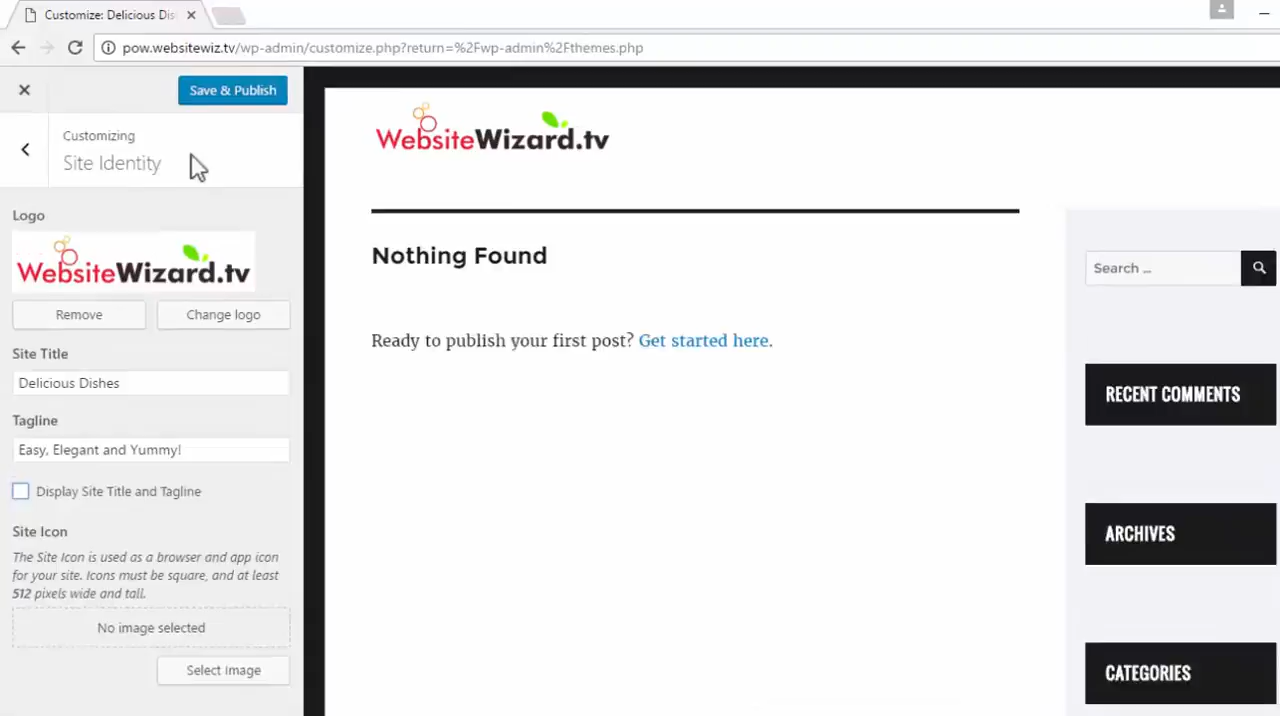 Customize: Delicious Dis
pow.websitewiz.tv/wp-admin/customize.php?return=%2Fwp-admin%2Fthemes.php
Save & Publish
Customizing
Site Identity
Logo
WebsiteWizard.tv
Remove
Change logo
Site Title
Delicious Dishes
Tagline
Easy, Elegant and Yummy!
Display Site Title and Tagline
Site Icon
The Site Icon is used as a browser and app icon
for your site. Icons must be square, and at least
512 pixels wide and tall.
No image selected
Select Image
WebsiteWizard.tv
Nothing Found
Ready to publish your first post? Get started here.
Search ...
RECENT COMMENTS
ARCHIVES
CATEGORIES